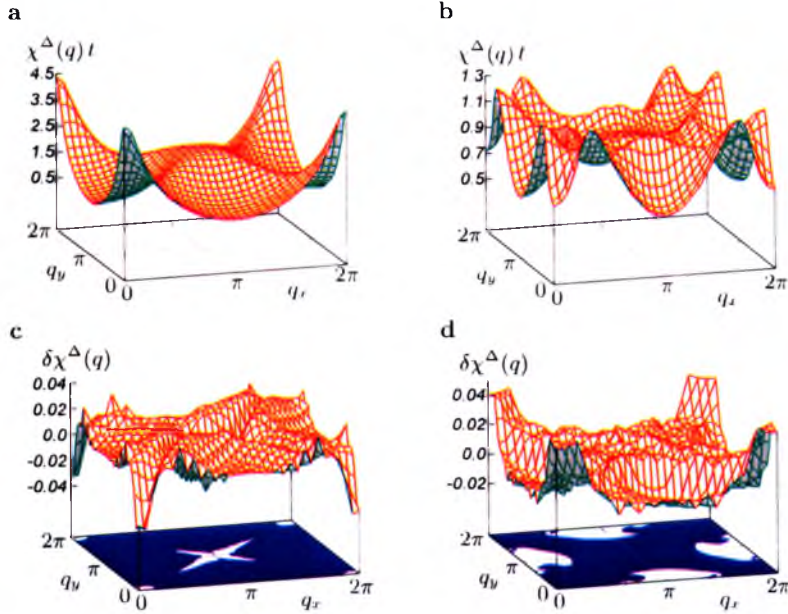 a
χ^Δ(q) t
4.5
3.5
2.5
1.5
0.5
2π
q_y
π
0
0
π
q_x
2π
b
χ^Δ(q) t
1.3
1.1
0.9
0.7
0.5
2π
q_y
π
0
0
π
q_x
2π
c
δχ^Δ(q)
0.04
0.02
0.0
-0.02
-0.04
2π
q_y
π
0
0
π
q_x
2π
d
δχ^Δ(q)
0.04
0.02
0.0
-0.02
2π
q_y
π
0
0
π
q_x
2π